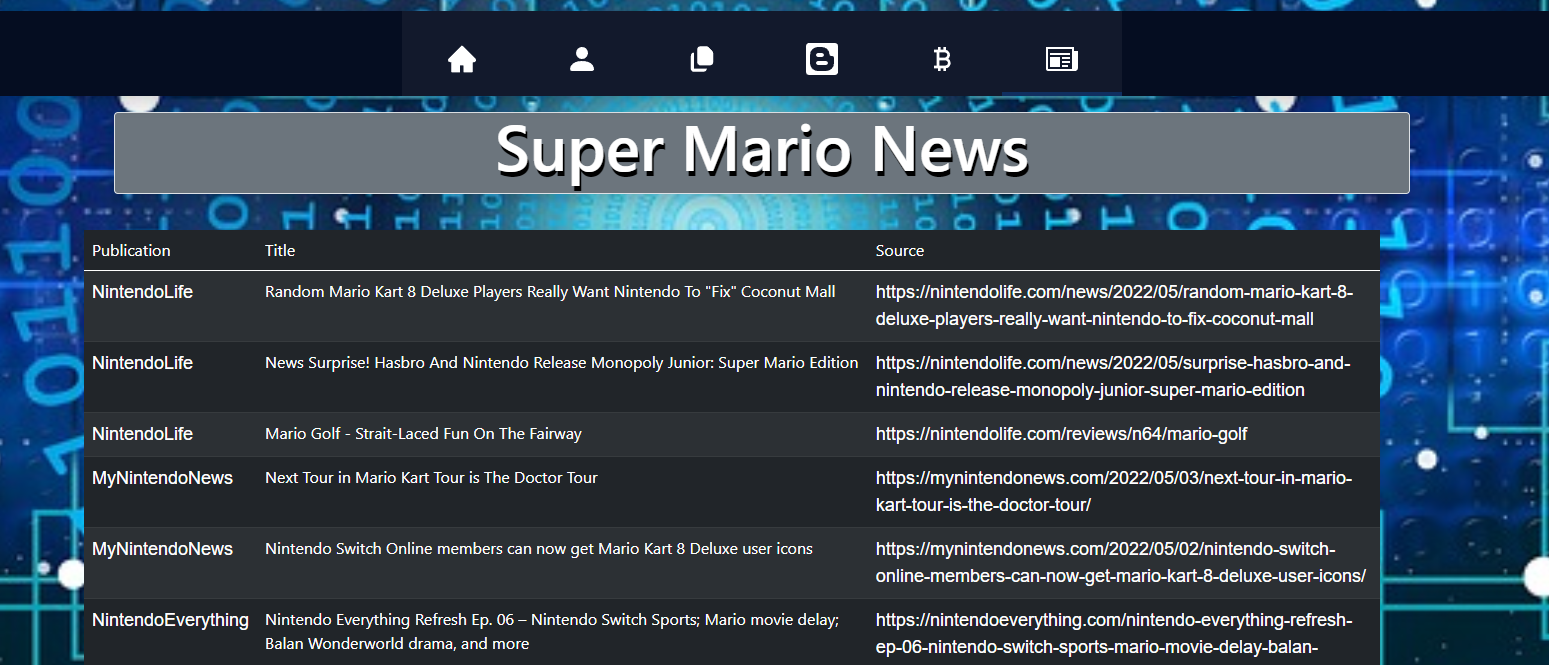 Super Mario News
Publication Title Source
NintendoLife Random Mario Kart 8 Deluxe Players Really Want Nintendo To "Fix" Coconut Mall https://nintendolife.com/news/2022/05/random-mario-kart-8-
deluxe-players-really-want-nintendo-to-fix-coconut-mall
NintendoLife News Surprise! Hasbro And Nintendo Release Monopoly Junior: Super Mario Edition https://nintendolife.com/news/2022/05/surprise-hasbro-and-
nintendo-release-monopoly-junior-super-mario-edition
NintendoLife Mario Golf - Strait-Laced Fun On The Fairway https://nintendolife.com/reviews/n64/mario-golf
MyNintendoNews Next Tour in Mario Kart Tour is The Doctor Tour https://mynintendonews.com/2022/05/03/next-tour-in-mario-
kart-tour-is-the-doctor-tour/
MyNintendoNews Nintendo Switch Online members can now get Mario Kart 8 Deluxe user icons https://mynintendonews.com/2022/05/02/nintendo-switch-
online-members-can-now-get-mario-kart-8-deluxe-user-icons/
NintendoEverything Nintendo Everything Refresh Ep. 06 – Nintendo Switch Sports; Mario movie delay; https://nintendoeverything.com/nintendo-everything-refresh-
Balan Wonderworld drama, and more ep-06-nintendo-switch-sports-mario-movie-delay-balan-